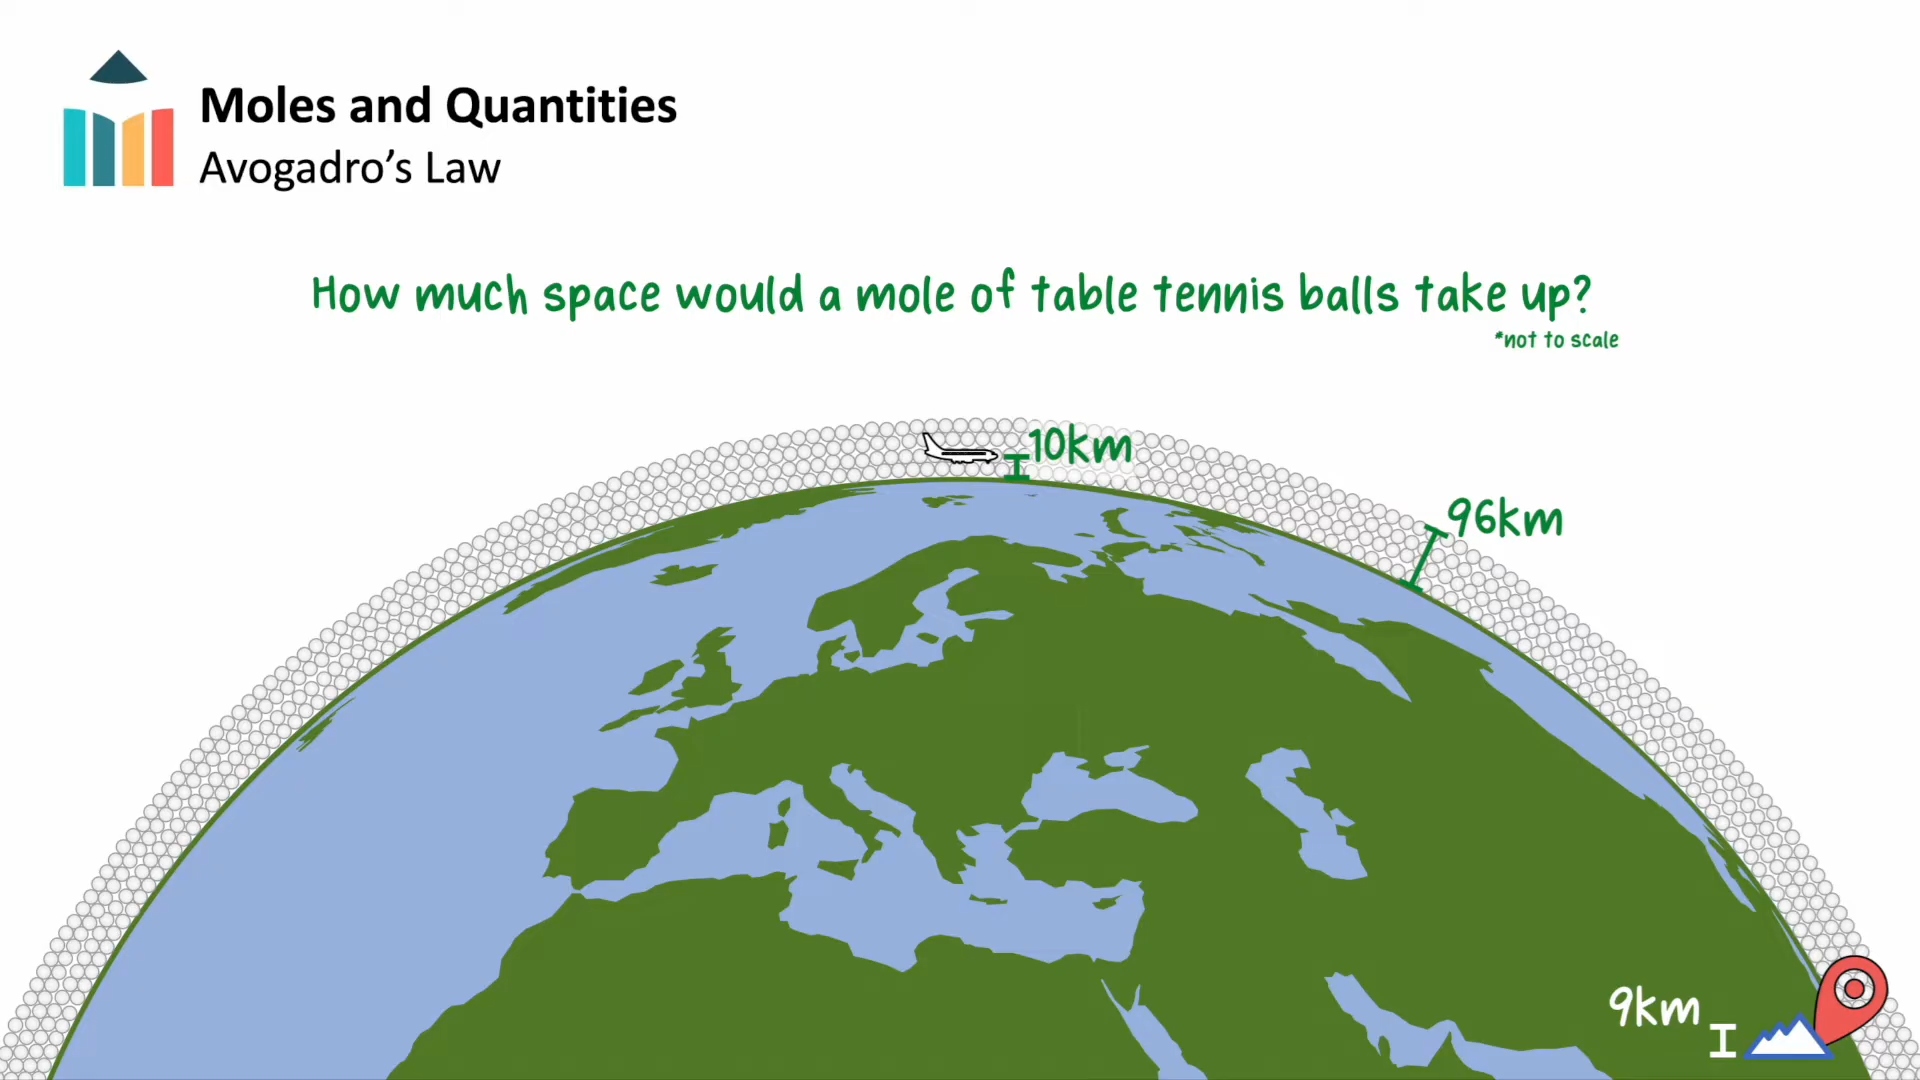 Moles and Quantities
Avogadro's Law
How much space would a mole of table tennis balls take up?
*not to scale
10km
96km
9km